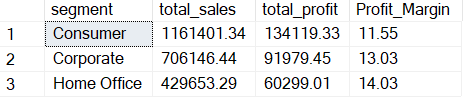 segment total_sales total_profit Profit_Margin
1 Consumer 1161401.34 134119.33 11.55
2 Corporate 706146.44 91979.45 13.03
3 Home Office 429653.29 60299.01 14.03